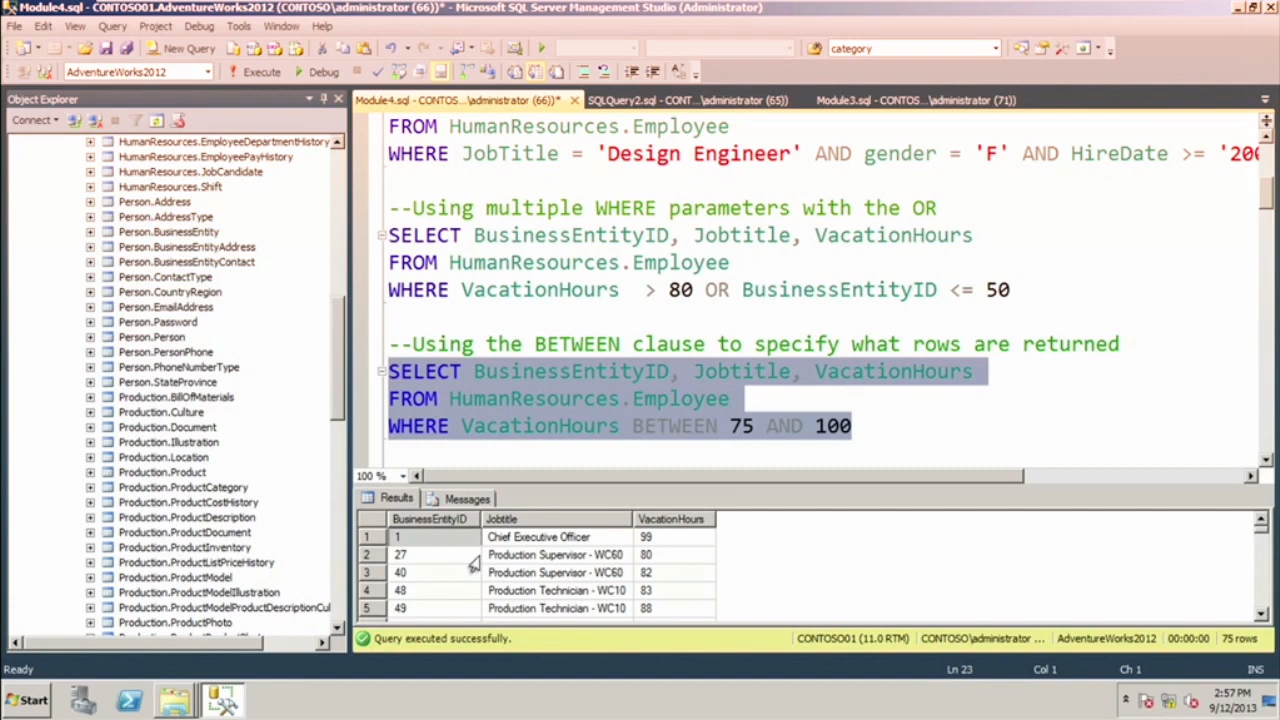 Module4.sql - CONTOSO01.AdventureWorks2012 (CONTOSO\administrator (66))* - Microsoft SQL Server Management Studio (Administrator)
File Edit View Query Project Debug Tools Window Help
New Query category
AdventureWorks2012 Execute Debug
Object Explorer
Connect
HumanResources.EmployeeDepartmentHistory
HumanResources.EmployeePayHistory
HumanResources.JobCandidate
HumanResources.Shift
Person.Address
Person.AddressType
Person.BusinessEntity
Person.BusinessEntityAddress
Person.BusinessEntityContact
Person.ContactType
Person.CountryRegion
Person.EmailAddress
Person.Password
Person.Person
Person.PersonPhone
Person.PhoneNumberType
Person.StateProvince
Production.BillOfMaterials
Production.Culture
Production.Document
Production.Illustration
Production.Location
Production.Product
Production.ProductCategory
Production.ProductCostHistory
Production.ProductDescription
Production.ProductDocument
Production.ProductInventory
Production.ProductListPriceHistory
Production.ProductModel
Production.ProductModelIllustration
Production.ProductModelProductDescriptionCul
Production.ProductPhoto
Module4.sql - CONTOS...\administrator (66))* SQLQuery2.sql - CONT...\administrator (65)) Module3.sql - CONTOS...\administrator (71))
FROM HumanResources.Employee
WHERE JobTitle = 'Design Engineer' AND gender = 'F' AND HireDate >= '200
--Using multiple WHERE parameters with the OR
SELECT BusinessEntityID, Jobtitle, VacationHours
FROM HumanResources.Employee
WHERE VacationHours > 80 OR BusinessEntityID <= 50
--Using the BETWEEN clause to specify what rows are returned
SELECT BusinessEntityID, Jobtitle, VacationHours
FROM HumanResources.Employee
WHERE VacationHours BETWEEN 75 AND 100
100 %
Results Messages
BusinessEntityID Jobtitle VacationHours
1 1 Chief Executive Officer 99
2 27 Production Supervisor - WC60 80
3 40 Production Supervisor - WC60 82
4 48 Production Technician - WC10 83
5 49 Production Technician - WC10 88
Query executed successfully. CONTOSO01 (11.0 RTM) CONTOSO\administrator ... AdventureWorks2012 00:00:00 75 rows
Ready Ln 23 Col 1 Ch 1 INS
Start 2:57 PM
9/12/2013